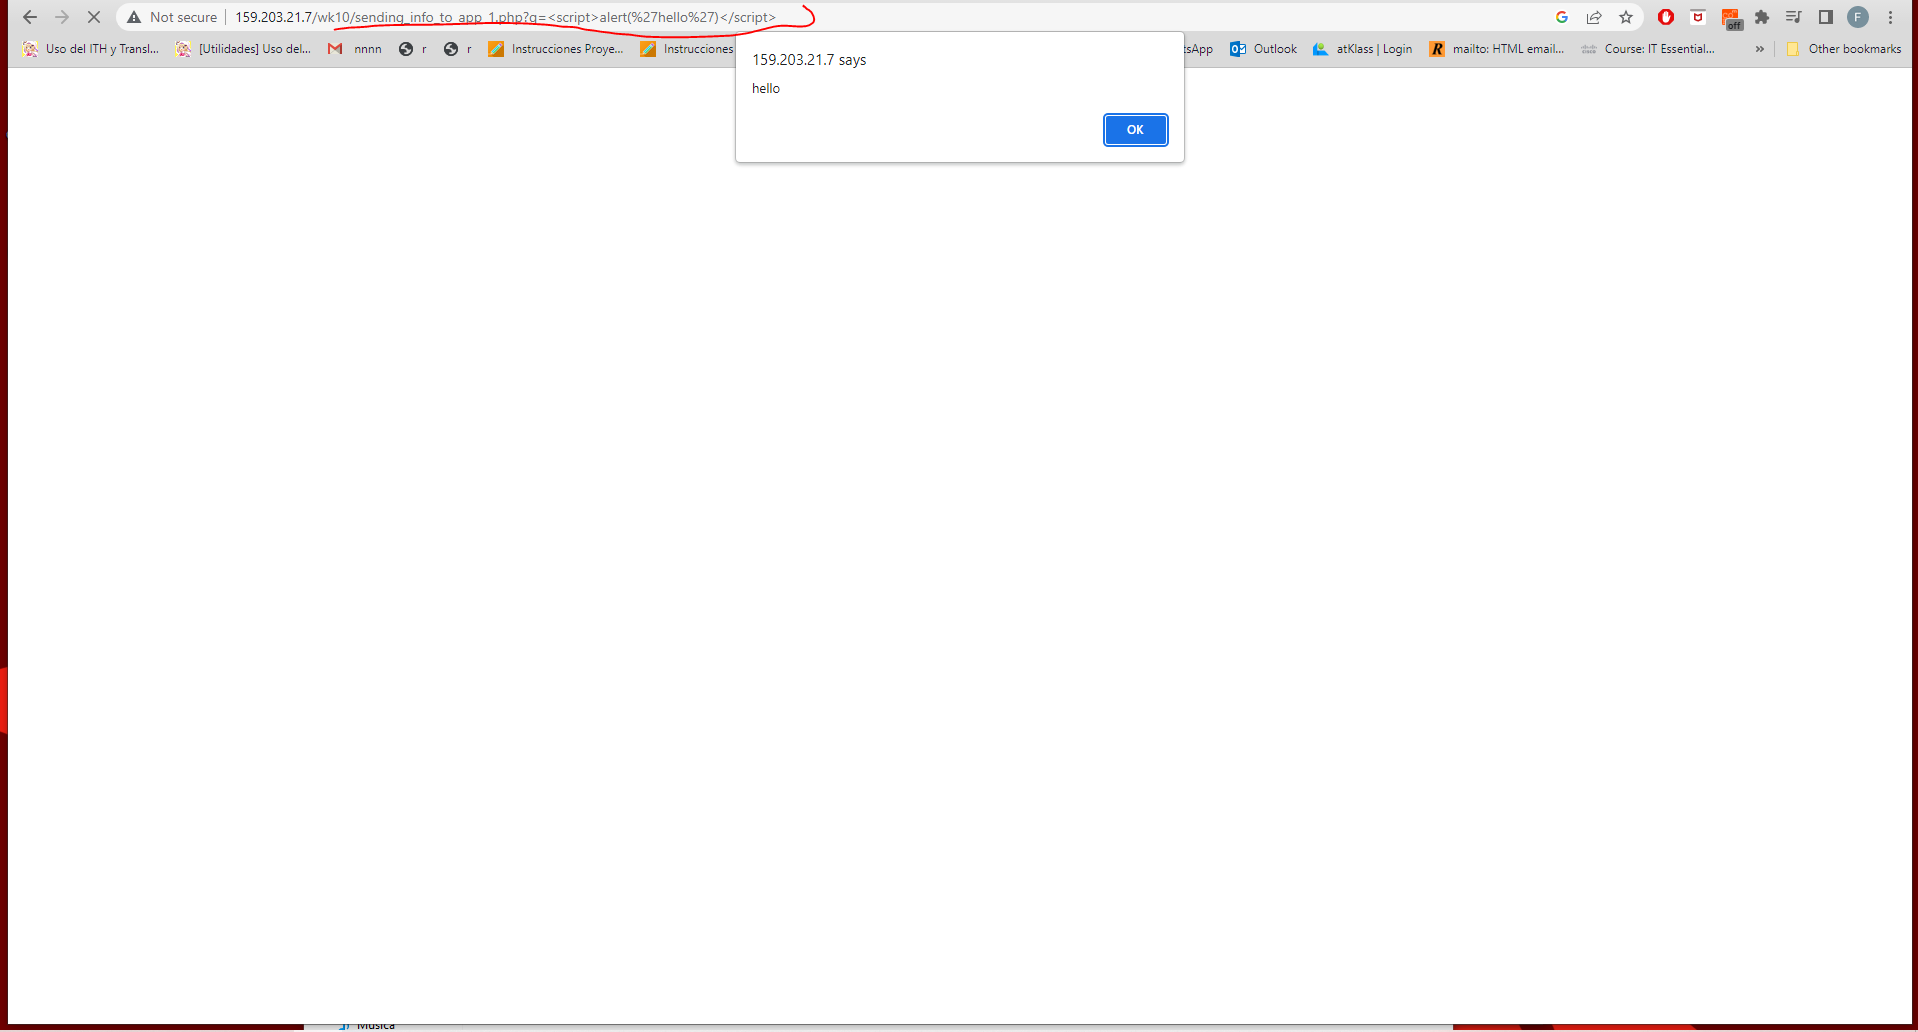 Not secure 159.203.21.7/wk10/sending_info_to_app_1.php?q=<script>alert(%27hello%27)</script> off F
Uso del ITH y Transl... [Utilidades] Uso del... nnnn r r Instrucciones Proye... Instrucciones tsApp Outlook atKlass | Login mailto: HTML email... Course: IT Essential... » Other bookmarks
159.203.21.7 says
hello
OK
Música